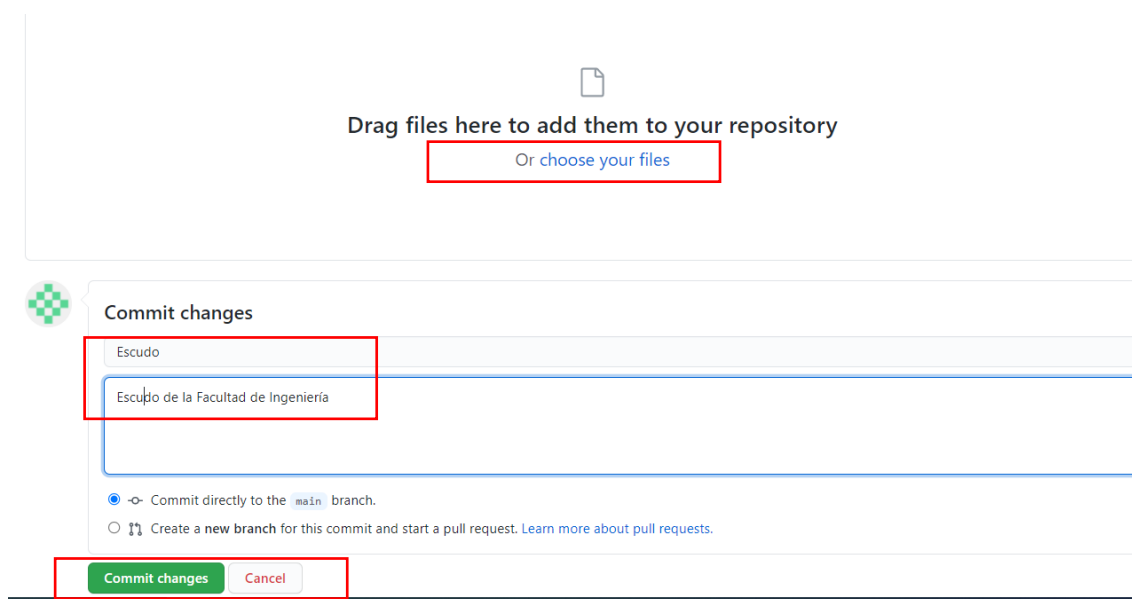 Drag files here to add them to your repository
Or choose your files
Commit changes
Escudo
Escudo de la Facultad de Ingeniería
Commit directly to the main branch.
Create a new branch for this commit and start a pull request. Learn more about pull requests.
Commit changes Cancel